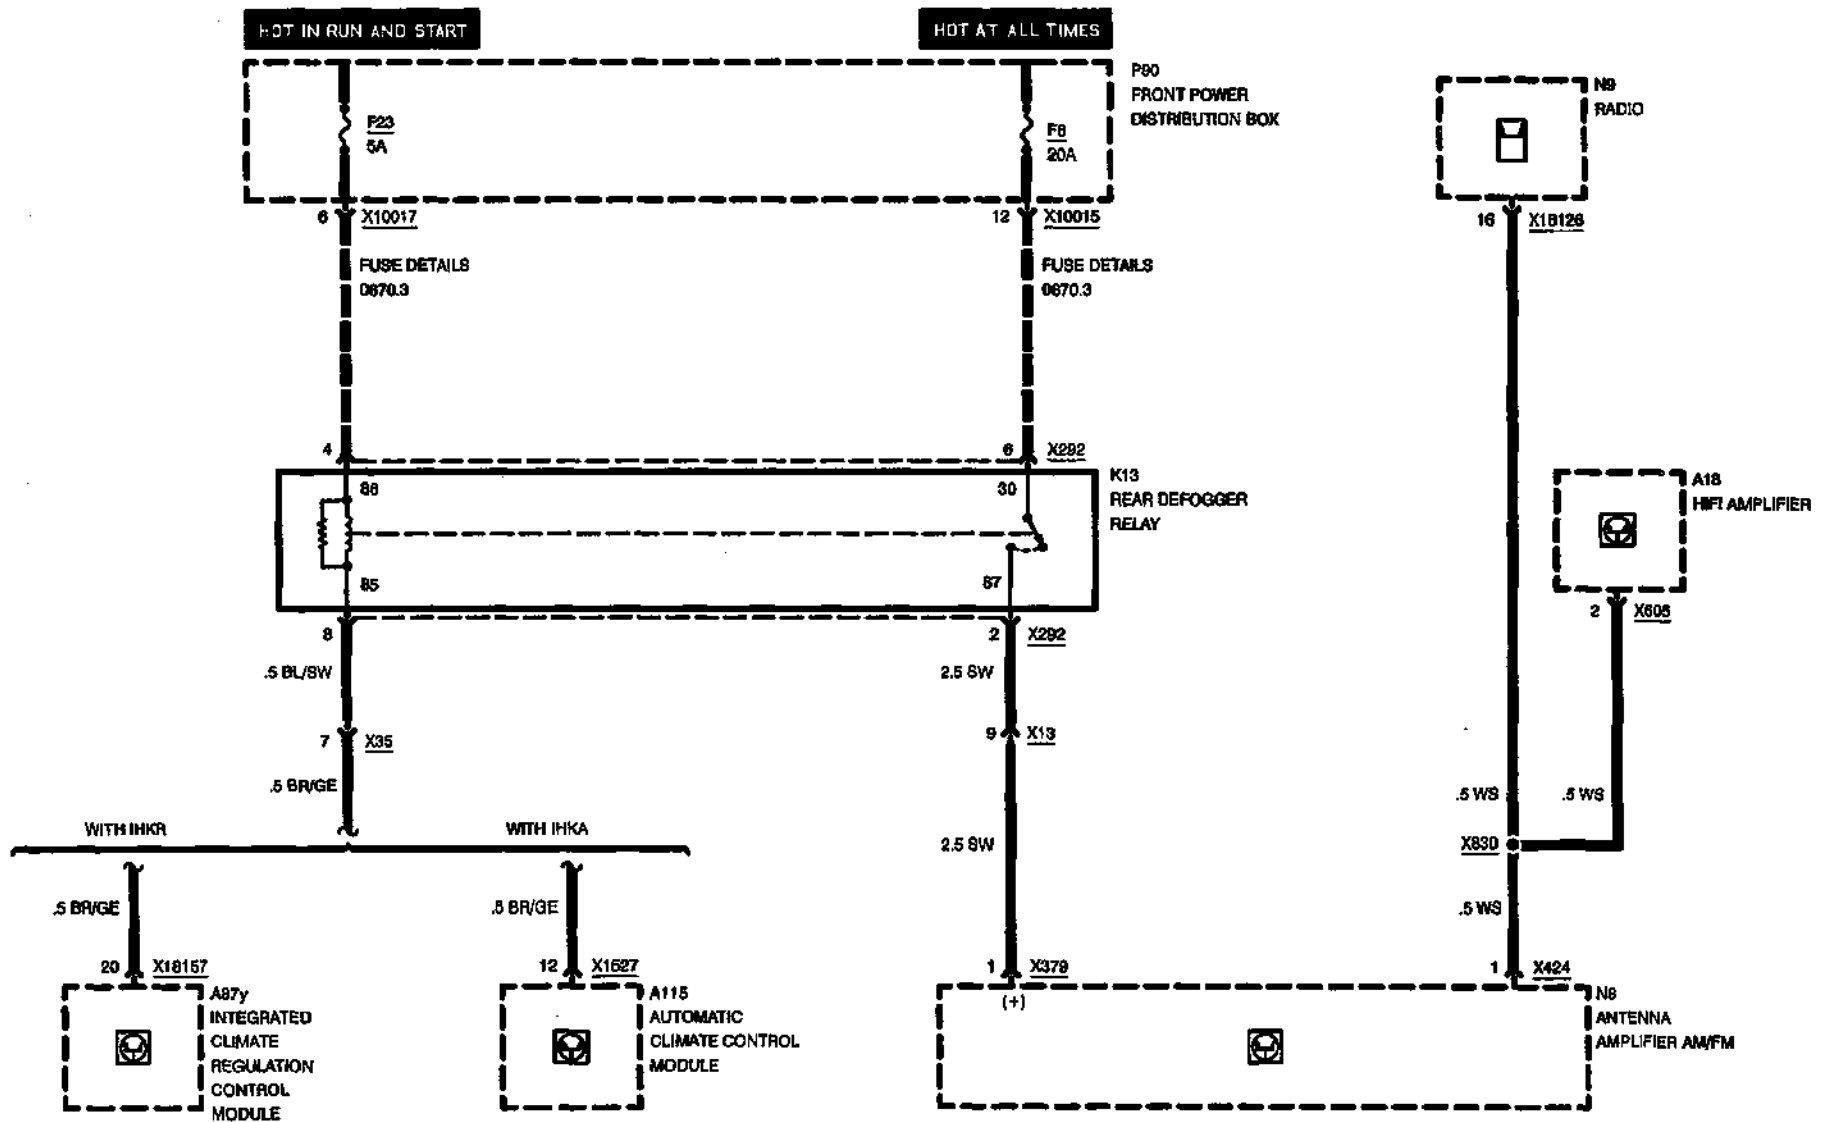 HOT IN RUN AND START
HOT AT ALL TIMES
P90
FRONT POWER
DISTRIBUTION BOX
F23
5A
F6
20A
N9
RADIO
6 X10017
12 X10015
16 X18126
FUSE DETAILS
0670.3
FUSE DETAILS
0670.3
4
6 X292
K13
REAR DEFOGGER
RELAY
86
30
85
87
A18
HIFI AMPLIFIER
8
2 X292
2 X605
.5 BL/SW
2.5 SW
7 X35
9 X13
.5 BR/GE
.5 WS
.5 WS
WITH IHKR
WITH IHKA
2.5 SW
X830
.5 BR/GE
.5 BR/GE
.5 WS
20 X18157
12 X1627
1 X379
1 X424
(+)
A87y
INTEGRATED
CLIMATE
REGULATION
CONTROL
MODULE
A115
AUTOMATIC
CLIMATE CONTROL
MODULE
N6
ANTENNA
AMPLIFIER AM/FM